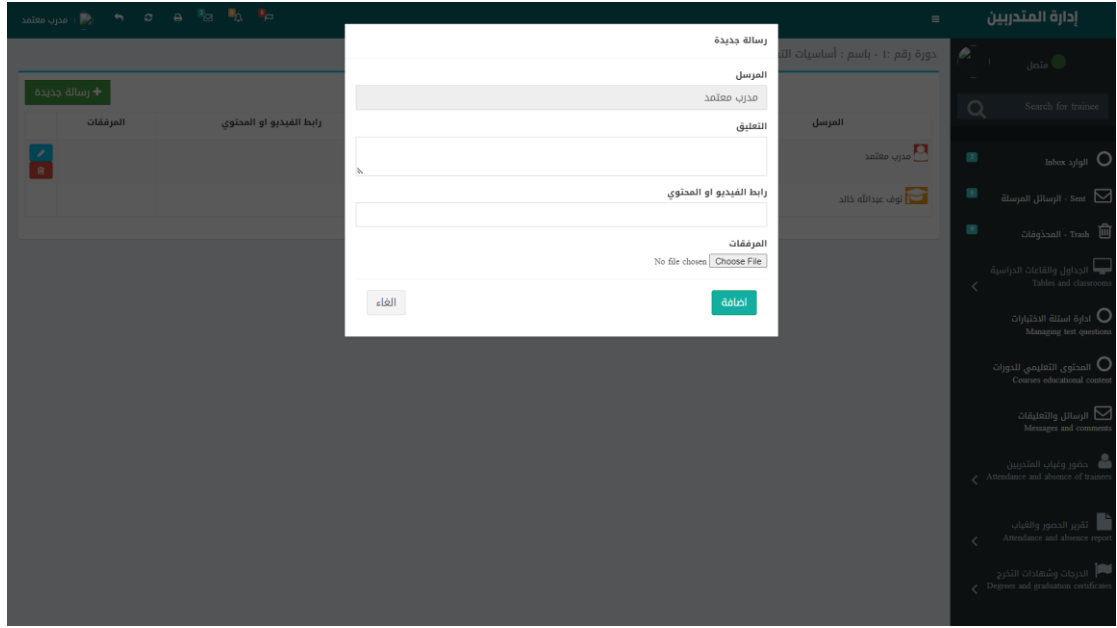 إدارة المتدربين
مدرب معتمد
متصل
Search for trainee
الوارد Inbox
Sent - الرسائل المرسلة
Trash - المحذوفات
الجداول والقاعات الدراسية
Tables and classrooms
ادارة اسئلة الاختبارات
Managing test questions
المحتوى التعليمي للدورات
Courses educational content
الرسائل والتعليقات
Messages and comments
حضور وغياب المتدربين
Attendance and absence of trainees
تقرير الحضور والغياب
Attendance and absence report
الدرجات وشهادات التخرج
Degrees and graduation certificates
دورة رقم :1 - باسم : أساسيات
رسالة جديدة
المرسل
رابط الفيديو او المحتوي
المرفقات
مدرب معتمد
نوف عبدالله خالد
رسالة جديدة
المرسل
مدرب معتمد
التعليق
رابط الفيديو او المحتوي
المرفقات
Choose File No file chosen
اضافة
الغاء